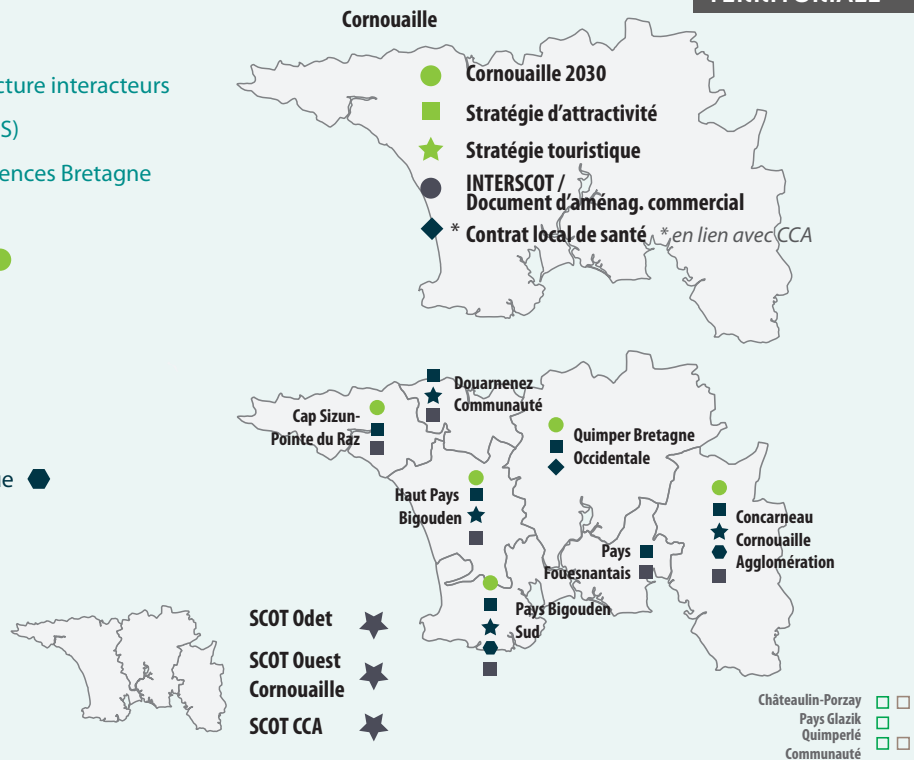 Cornouaille
cture interacteurs
S)
ences Bretagne
Cornouaille 2030
Stratégie d'attractivité
Stratégie touristique
INTERSCOT /
Document d'aménag. commercial
* Contrat local de santé * en lien avec CCA
e
Douarnenez
Communauté
Cap Sizun-
Pointe du Raz
Quimper Bretagne
Occidentale
Haut Pays
Bigouden
Concarneau
Cornouaille
Agglomération
Pays
Fouesnantais
Pays Bigouden
Sud
SCOT Odet
SCOT Ouest
Cornouaille
SCOT CCA
Châteaulin-Porzay
Pays Glazik
Quimperlé
Communauté